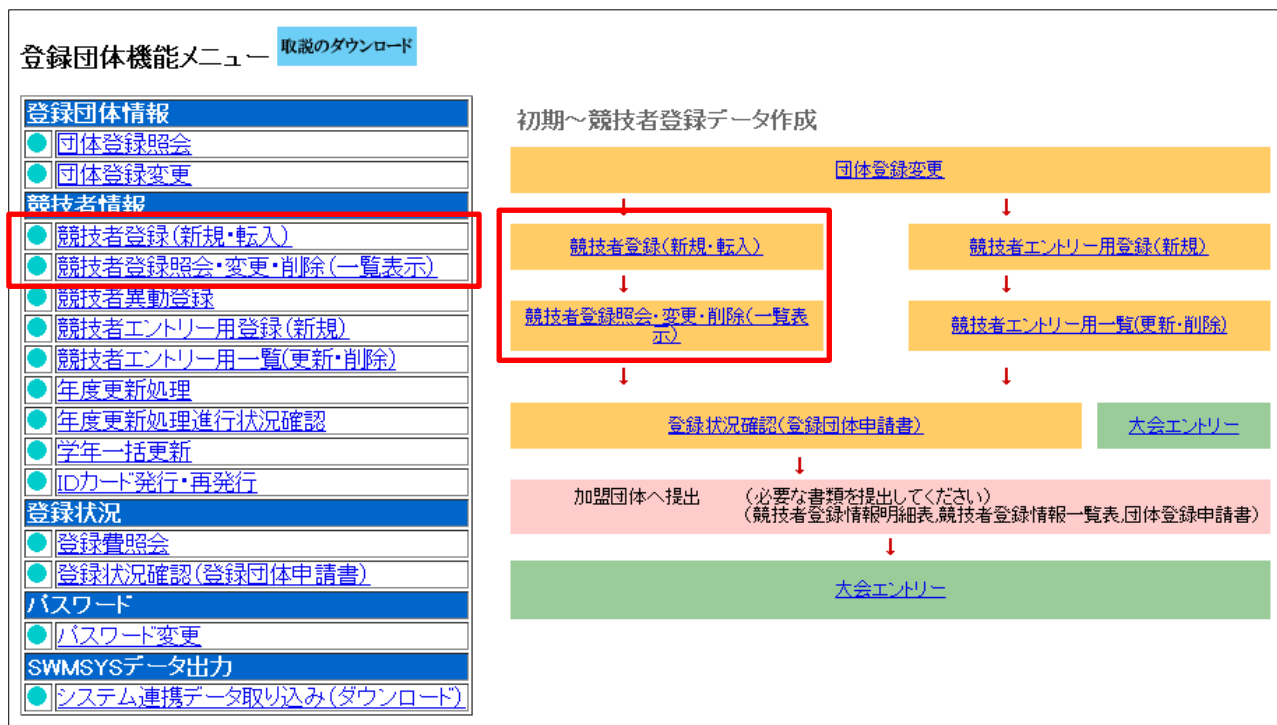 登録団体機能メニュー
取説のダウンロード
登録団体情報
団体登録照会
団体登録変更
競技者情報
競技者登録(新規・転入)
競技者登録照会・変更・削除(一覧表示)
競技者異動登録
競技者エントリー用登録(新規)
競技者エントリー用一覧(更新・削除)
年度更新処理
年度更新処理進行状況確認
学年一括更新
IDカード発行・再発行
登録状況
登録費照会
登録状況確認(登録団体申請書)
パスワード
パスワード変更
SWMSYSデータ出力
システム連携データ取り込み(ダウンロード)
初期～競技者登録データ作成
団体登録変更
↓ ↓
競技者登録(新規・転入) 競技者エントリー用登録(新規)
↓ ↓
競技者登録照会・変更・削除(一覧表
示)
競技者エントリー用一覧(更新・削除)
↓ ↓
登録状況確認(登録団体申請書) 大会エントリー
↓
加盟団体へ提出 (必要な書類を提出してください)
(競技者登録情報明細表,競技者登録情報一覧表,団体登録申請書)
↓
大会エントリー